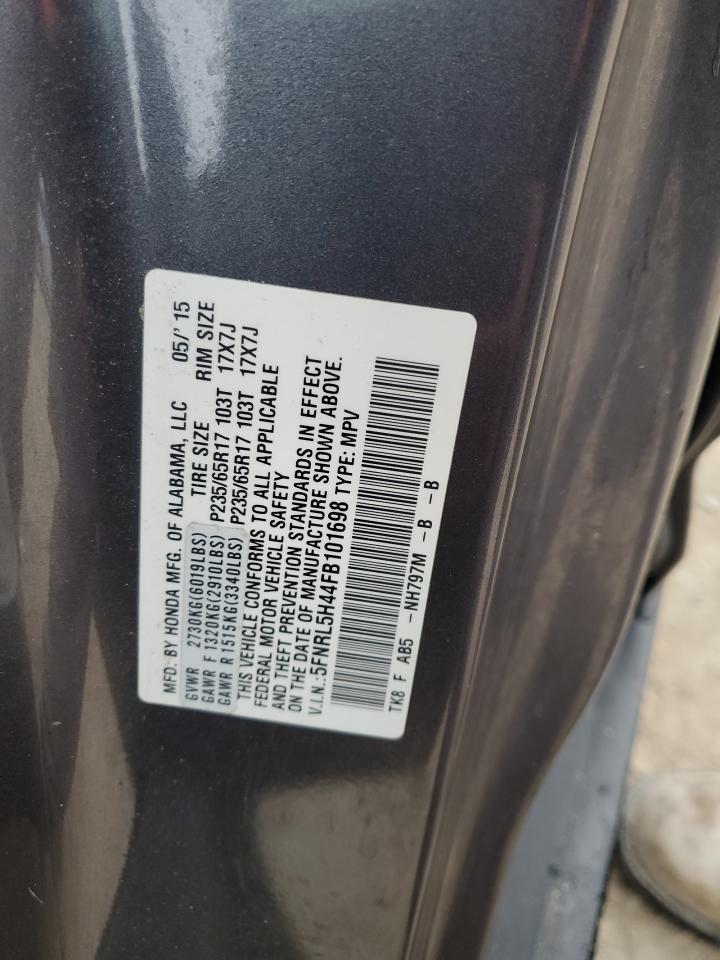 MFD. BY HONDA MFG. OF ALABAMA, LLC 05/' 15
GVWR 2730KG(6019LBS) TIRE SIZE RIM SIZE
GAWR F 1320KG(2910LBS) P235/65R17 103T 17X7J
GAWR R 1515KG(3340LBS) P235/65R17 103T 17X7J
THIS VEHICLE CONFORMS TO ALL APPLICABLE
FEDERAL MOTOR VEHICLE SAFETY
AND THEFT PREVENTION STANDARDS IN EFFECT
ON THE DATE OF MANUFACTURE SHOWN ABOVE.
V.I.N.:5FNRL5H44FB101698 TYPE: MPV
TK8 F AB5 -NH797M -B -B